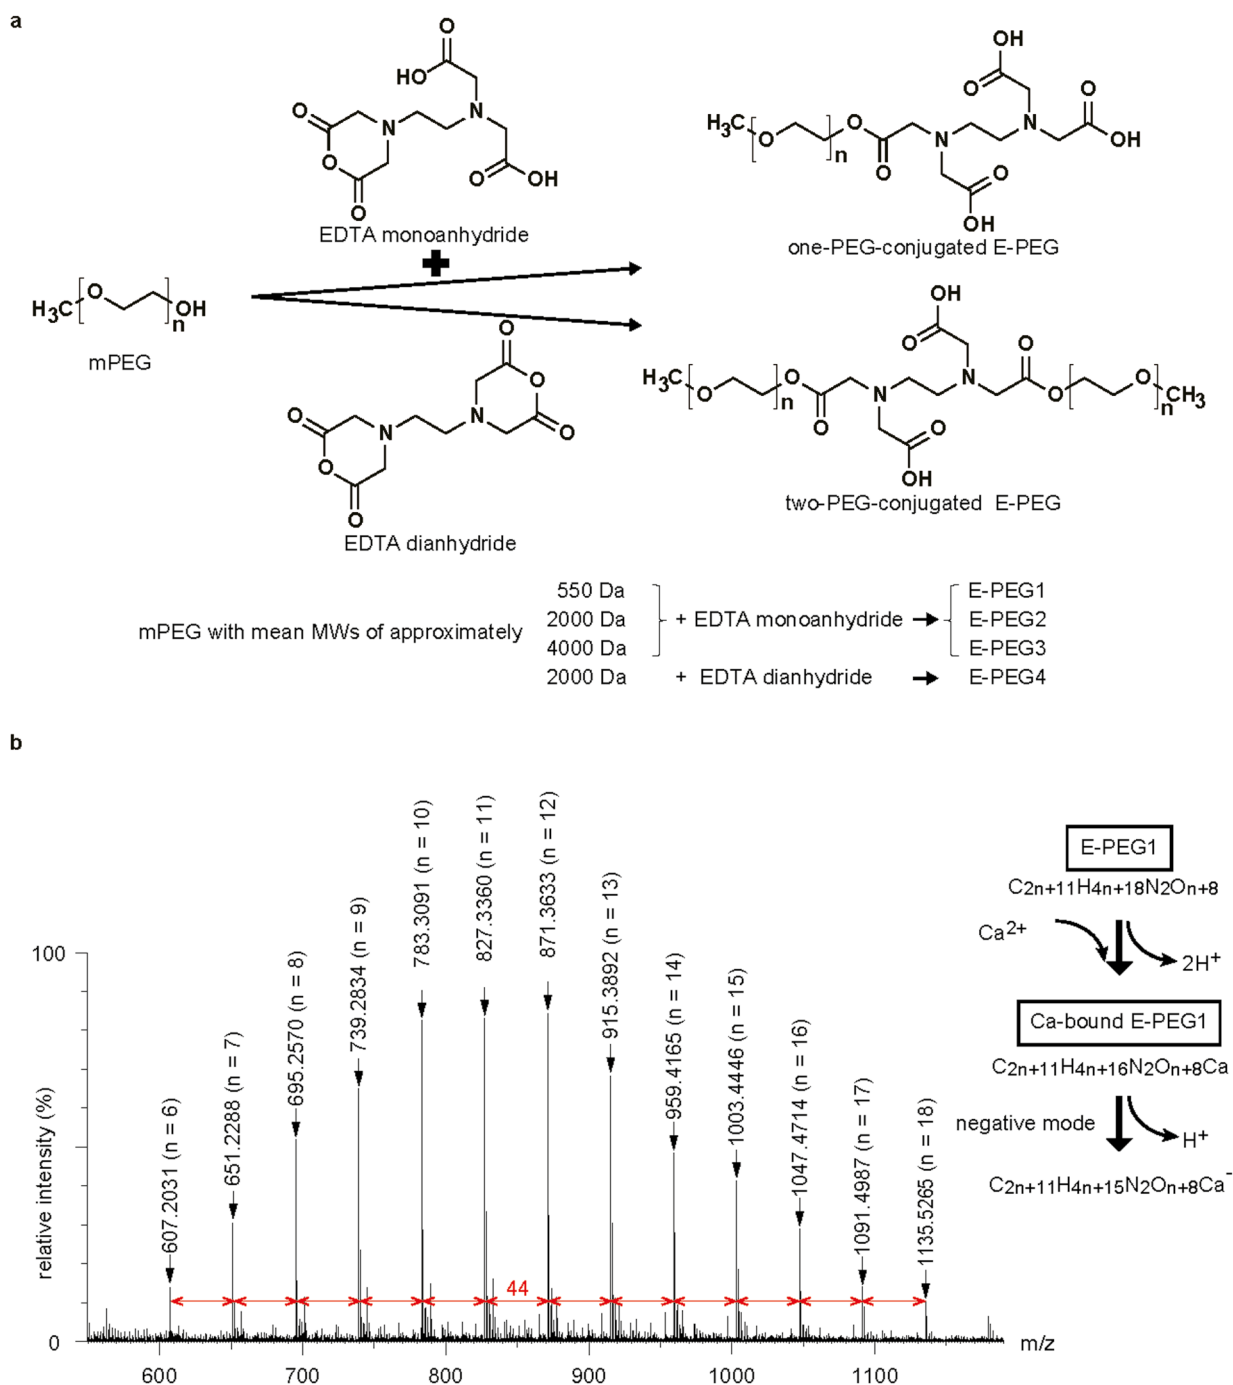 a
O
HO
O
N
N
O
O
O
OH
O
EDTA monoanhydride
OH
O
O
H3C
O
n
O
N
N
OH
O
O
OH
one-PEG-conjugated E-PEG
H3C
O
OH
n
mPEG
O
O
O
N
N
O
O
O
EDTA dianhydride
OH
O
O
H3C
O
n
O
N
N
O
O
n
CH3
O
O
OH
two-PEG-conjugated E-PEG
mPEG with mean MWs of approximately
550 Da
2000 Da
4000 Da
+ EDTA monoanhydride
E-PEG1
E-PEG2
E-PEG3
2000 Da + EDTA dianhydride E-PEG4
b
relative intensity (%)
100
0
607.2031 (n = 6)
651.2288 (n = 7)
695.2570 (n = 8)
739.2834 (n = 9)
783.3091 (n = 10)
827.3360 (n = 11)
871.3633 (n = 12)
915.3892 (n = 13)
959.4165 (n = 14)
1003.4446 (n = 15)
1047.4714 (n = 16)
1091.4987 (n = 17)
1135.5265 (n = 18)
44
600 700 800 900 1000 1100
m/z
E-PEG1
C2n+11H4n+18N2On+8
Ca2+
2H+
Ca-bound E-PEG1
C2n+11H4n+16N2On+8Ca
negative mode
H+
C2n+11H4n+15N2On+8Ca-